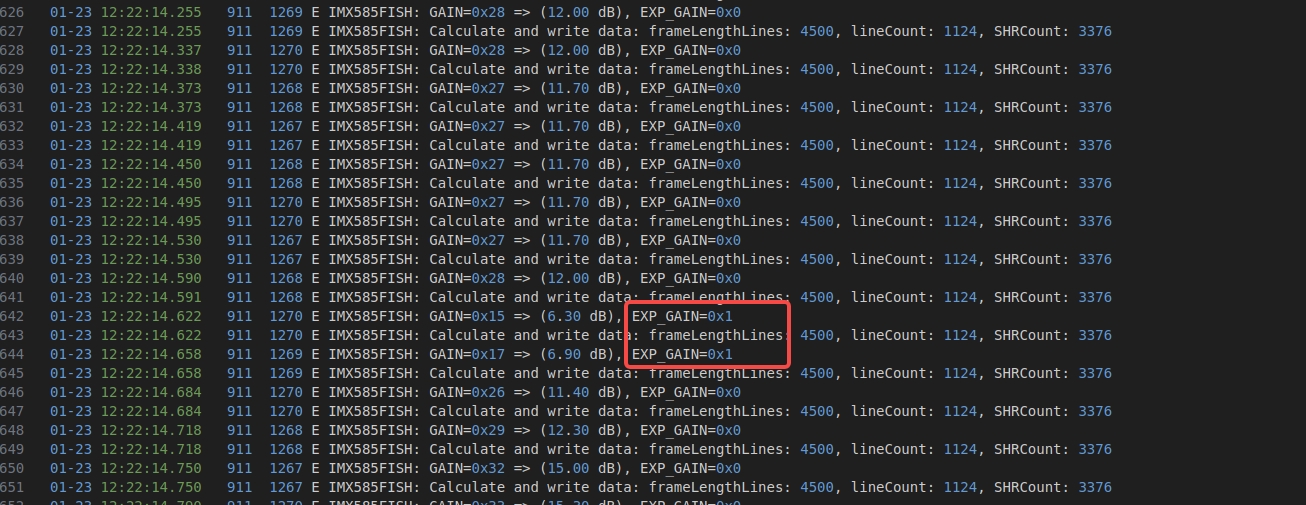 626 01-23 12:22:14.255 911 1269 E IMX585FISH: GAIN=0x28 => (12.00 dB), EXP_GAIN=0x0
627 01-23 12:22:14.255 911 1269 E IMX585FISH: Calculate and write data: frameLengthLines: 4500, lineCount: 1124, SHRCount: 3376
628 01-23 12:22:14.337 911 1270 E IMX585FISH: GAIN=0x28 => (12.00 dB), EXP_GAIN=0x0
629 01-23 12:22:14.338 911 1270 E IMX585FISH: Calculate and write data: frameLengthLines: 4500, lineCount: 1124, SHRCount: 3376
630 01-23 12:22:14.373 911 1268 E IMX585FISH: GAIN=0x27 => (11.70 dB), EXP_GAIN=0x0
631 01-23 12:22:14.373 911 1268 E IMX585FISH: Calculate and write data: frameLengthLines: 4500, lineCount: 1124, SHRCount: 3376
632 01-23 12:22:14.419 911 1267 E IMX585FISH: GAIN=0x27 => (11.70 dB), EXP_GAIN=0x0
633 01-23 12:22:14.419 911 1267 E IMX585FISH: Calculate and write data: frameLengthLines: 4500, lineCount: 1124, SHRCount: 3376
634 01-23 12:22:14.450 911 1268 E IMX585FISH: GAIN=0x27 => (11.70 dB), EXP_GAIN=0x0
635 01-23 12:22:14.450 911 1268 E IMX585FISH: Calculate and write data: frameLengthLines: 4500, lineCount: 1124, SHRCount: 3376
636 01-23 12:22:14.495 911 1270 E IMX585FISH: GAIN=0x27 => (11.70 dB), EXP_GAIN=0x0
637 01-23 12:22:14.495 911 1270 E IMX585FISH: Calculate and write data: frameLengthLines: 4500, lineCount: 1124, SHRCount: 3376
638 01-23 12:22:14.530 911 1267 E IMX585FISH: GAIN=0x27 => (11.70 dB), EXP_GAIN=0x0
639 01-23 12:22:14.530 911 1267 E IMX585FISH: Calculate and write data: frameLengthLines: 4500, lineCount: 1124, SHRCount: 3376
640 01-23 12:22:14.590 911 1268 E IMX585FISH: GAIN=0x28 => (12.00 dB), EXP_GAIN=0x0
641 01-23 12:22:14.591 911 1268 E IMX585FISH: Calculate and write data: frameLengthLines: 4500, lineCount: 1124, SHRCount: 3376
642 01-23 12:22:14.622 911 1270 E IMX585FISH: GAIN=0x15 => (6.30 dB), EXP_GAIN=0x1
643 01-23 12:22:14.622 911 1270 E IMX585FISH: Calculate and write data: frameLengthLines: 4500, lineCount: 1124, SHRCount: 3376
644 01-23 12:22:14.658 911 1269 E IMX585FISH: GAIN=0x17 => (6.90 dB), EXP_GAIN=0x1
645 01-23 12:22:14.658 911 1269 E IMX585FISH: Calculate and write data: frameLengthLines: 4500, lineCount: 1124, SHRCount: 3376
646 01-23 12:22:14.684 911 1270 E IMX585FISH: GAIN=0x26 => (11.40 dB), EXP_GAIN=0x0
647 01-23 12:22:14.684 911 1270 E IMX585FISH: Calculate and write data: frameLengthLines: 4500, lineCount: 1124, SHRCount: 3376
648 01-23 12:22:14.718 911 1268 E IMX585FISH: GAIN=0x29 => (12.30 dB), EXP_GAIN=0x0
649 01-23 12:22:14.718 911 1268 E IMX585FISH: Calculate and write data: frameLengthLines: 4500, lineCount: 1124, SHRCount: 3376
650 01-23 12:22:14.750 911 1267 E IMX585FISH: GAIN=0x32 => (15.00 dB), EXP_GAIN=0x0
651 01-23 12:22:14.750 911 1267 E IMX585FISH: Calculate and write data: frameLengthLines: 4500, lineCount: 1124, SHRCount: 3376